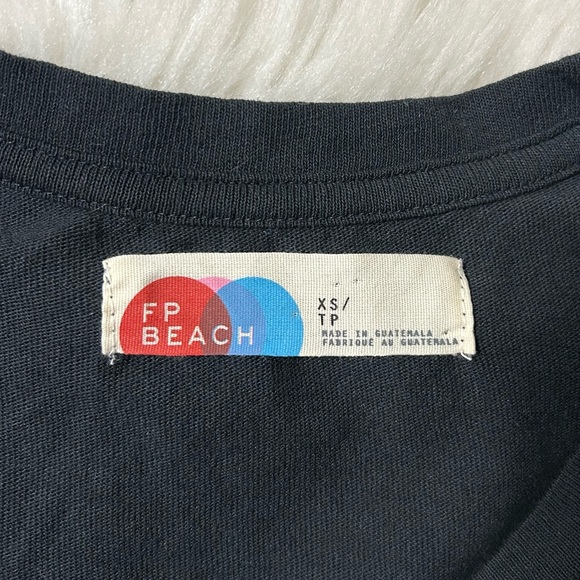 FP
BEACH
XS/
TP
MADE IN GUATEMALA
FABRIQUÉ AU GUATEMALA